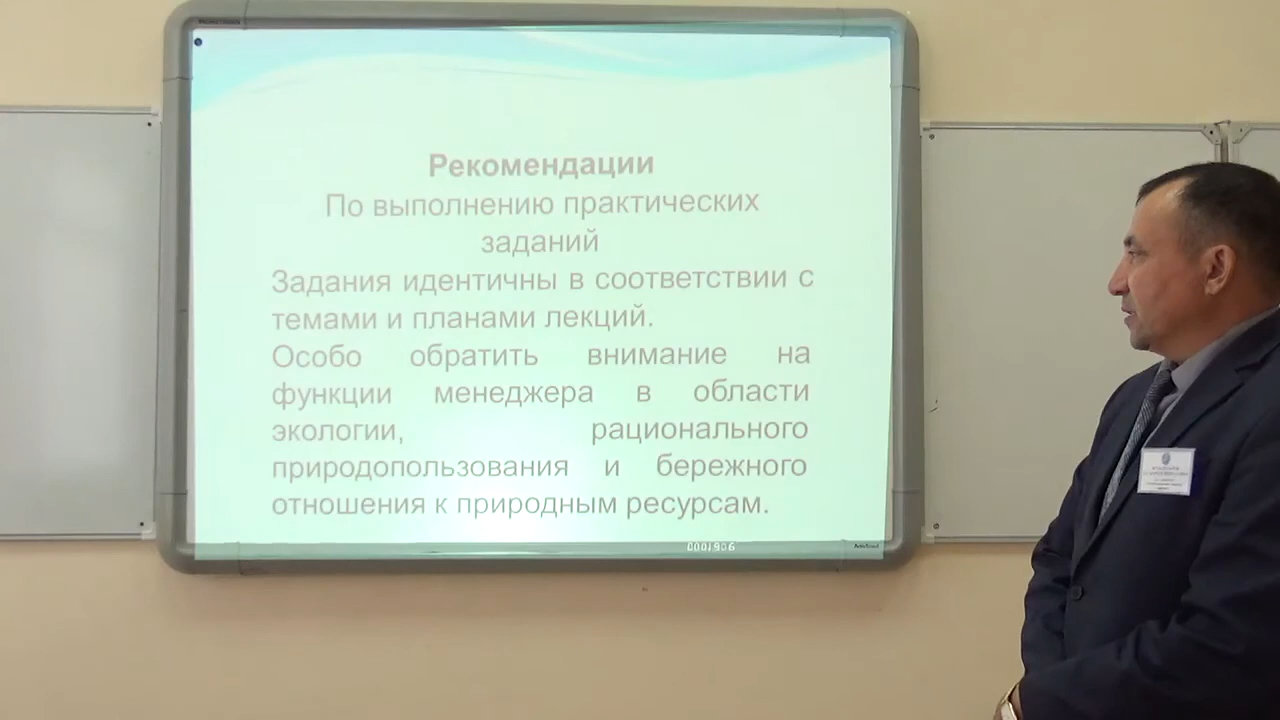 Рекомендации
По выполнению практических
заданий
Задания идентичны в соответствии с
темами и планами лекций.
Особо обратить внимание на
функции менеджера в области
экологии, рационального
природопользования и бережного
отношения к природным ресурсам.
0001906